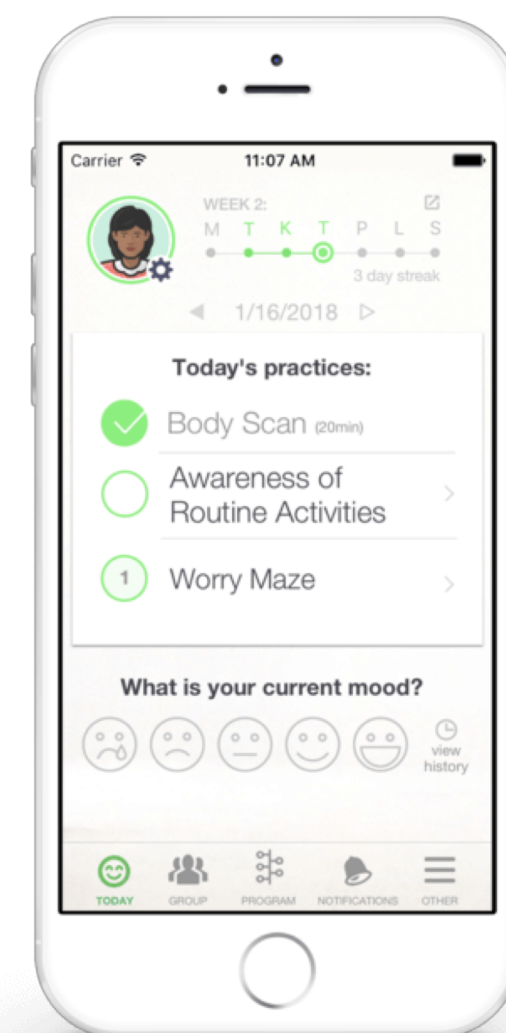 Carrier 11:07 AM
WEEK 2:
M T K T P L S
3 day streak
1/16/2018
Today's practices:
Body Scan (20min)
Awareness of
Routine Activities
1 Worry Maze
What is your current mood?
view
history
TODAY GROUP PROGRAM NOTIFICATIONS OTHER